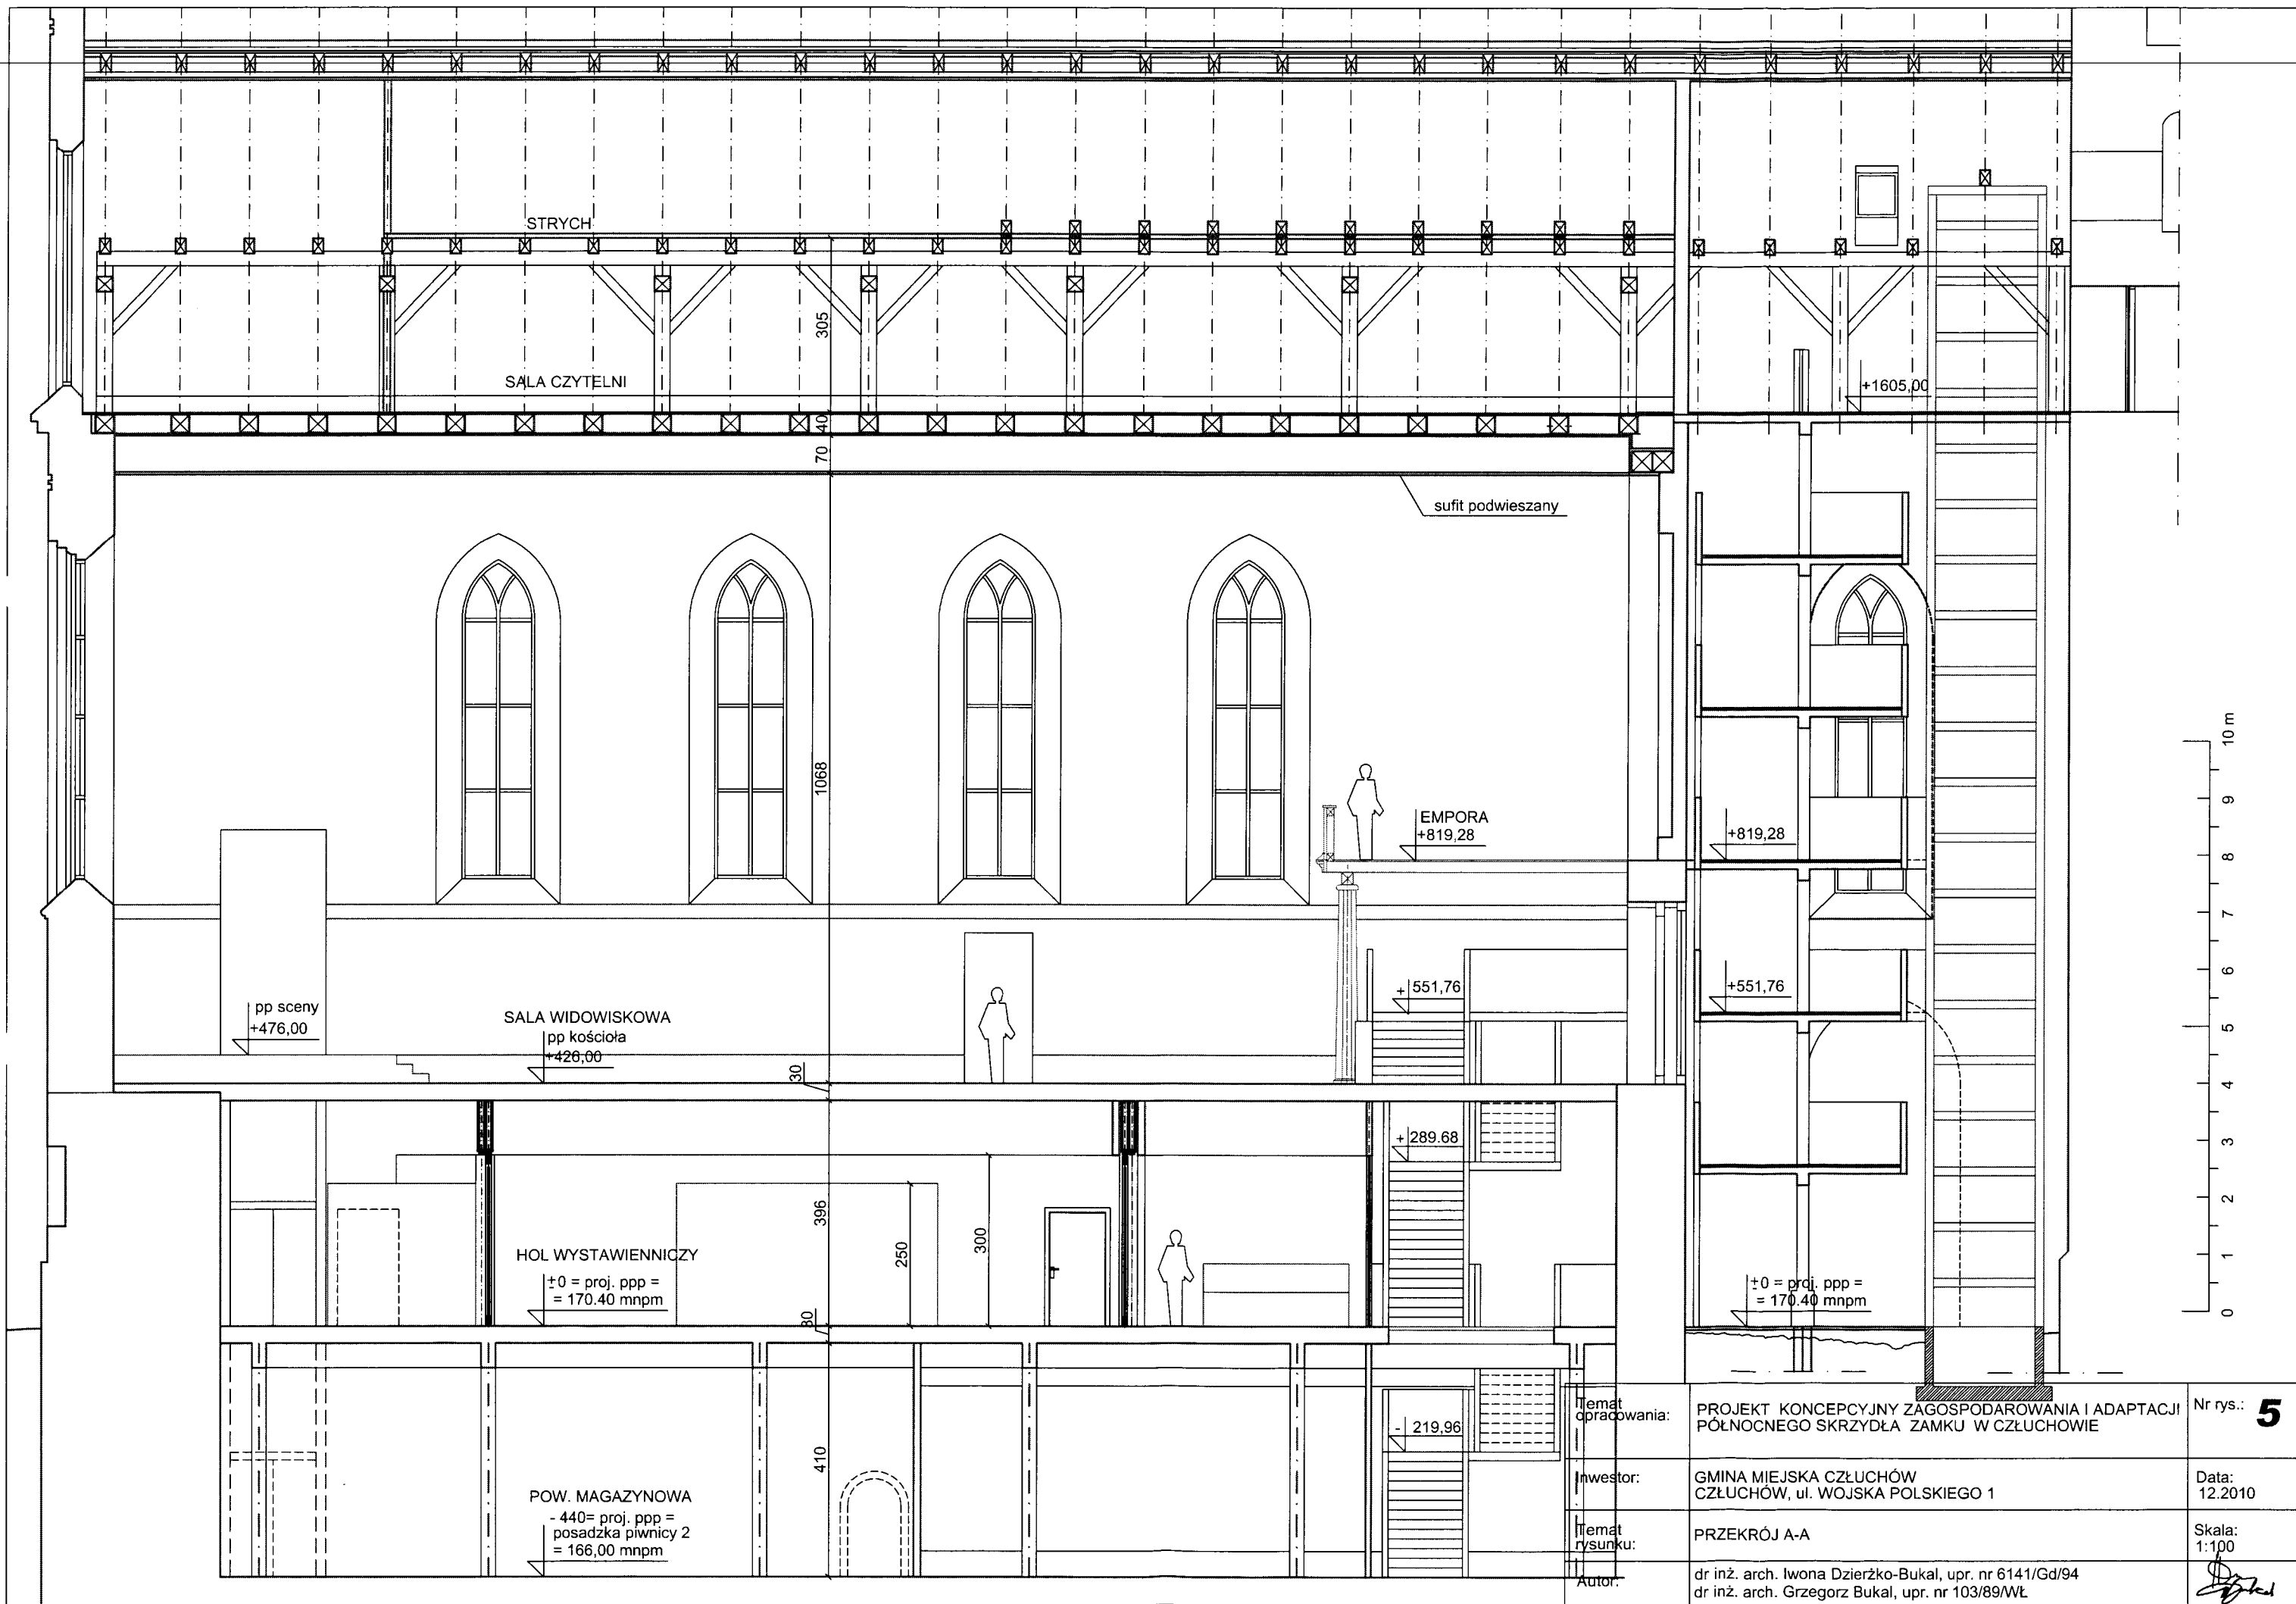 STRYCH
305
SALA CZYTELNI
+1605,00
40
70
sufit podwieszany
1068
EMPORA
+819,28
+819,28
pp sceny
+476,00
SALA WIDOWISKOWA
pp kościoła
+426,00
30
+ 551,76
+551,76
+ 289.68
396
250
300
HOL WYSTAWIENNICZY
±0 = proj. ppp =
= 170.40 mnpm
±0 = proj. ppp =
= 170.40 mnpm
30
- 219,96
410
POW. MAGAZYNOWA
- 440= proj. ppp =
posadzka piwnicy 2
= 166,00 mnpm
10 m
9
8
7
6
5
4
3
2
1
0
Temat
opracowania:
PROJEKT KONCEPCYJNY ZAGOSPODAROWANIA I ADAPTACJI
PÓŁNOCNEGO SKRZYDŁA ZAMKU W CZŁUCHOWIE
Nr rys.: 5
Inwestor:
GMINA MIEJSKA CZŁUCHÓW
CZŁUCHÓW, ul. WOJSKA POLSKIEGO 1
Data:
12.2010
Temat
rysunku:
PRZEKRÓJ A-A
Skala:
1:100
Autor:
dr inż. arch. Iwona Dzierżko-Bukal, upr. nr 6141/Gd/94
dr inż. arch. Grzegorz Bukal, upr. nr 103/89/WŁ